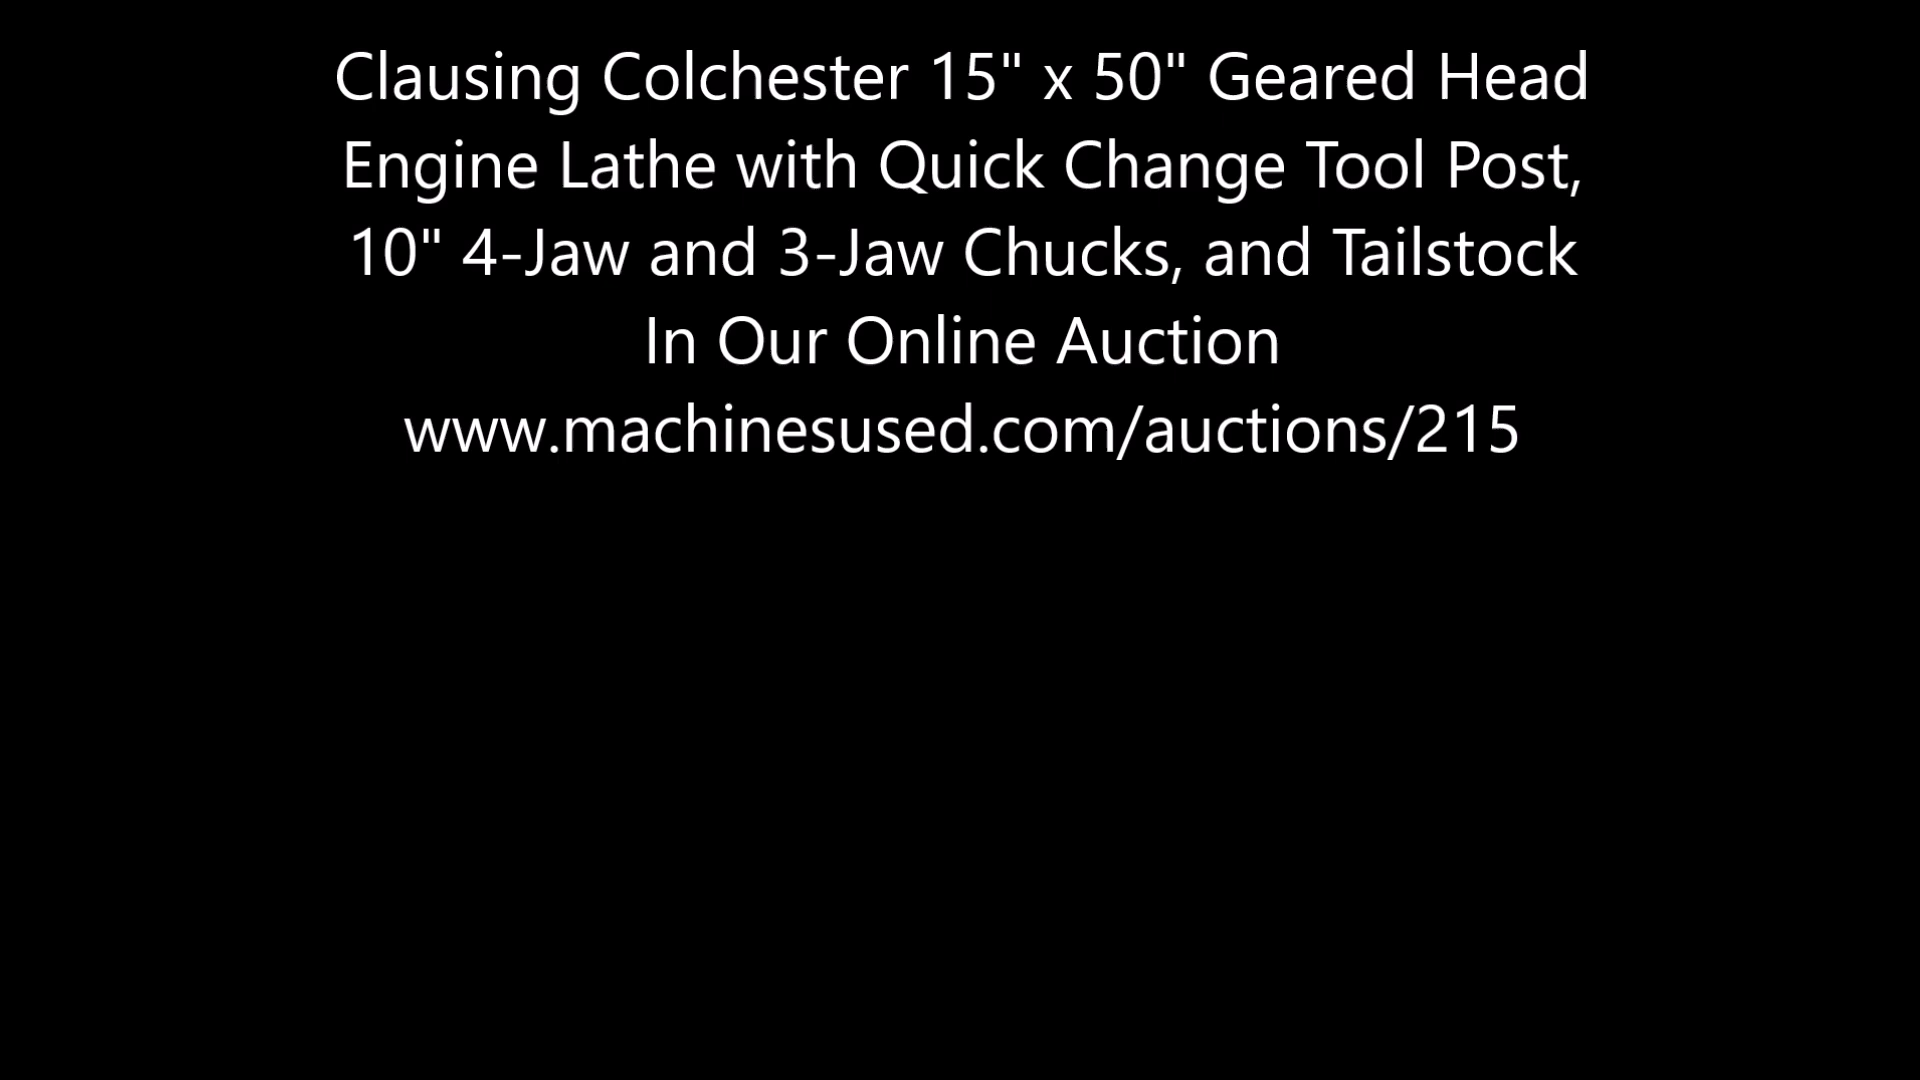 Clausing Colchester 15" x 50" Geared Head
Engine Lathe with Quick Change Tool Post,
10" 4-Jaw and 3-Jaw Chucks, and Tailstock
In Our Online Auction
www.machinesused.com/auctions/215